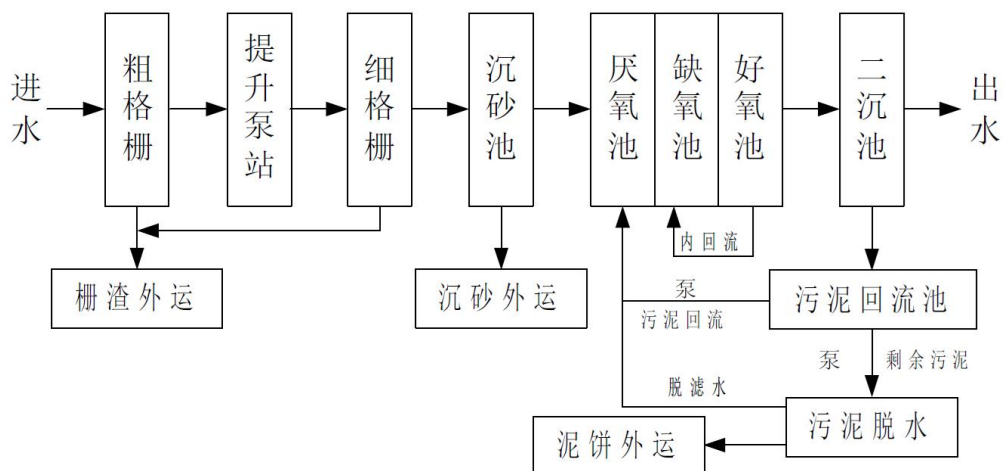 进水
粗格栅
提升泵站
细格栅
沉砂池
厌氧池
缺氧池
好氧池
二沉池
出水
内回流
栅渣外运
沉砂外运
泵
污泥回流
污泥回流池
泵
剩余污泥
脱滤水
污泥脱水
泥饼外运